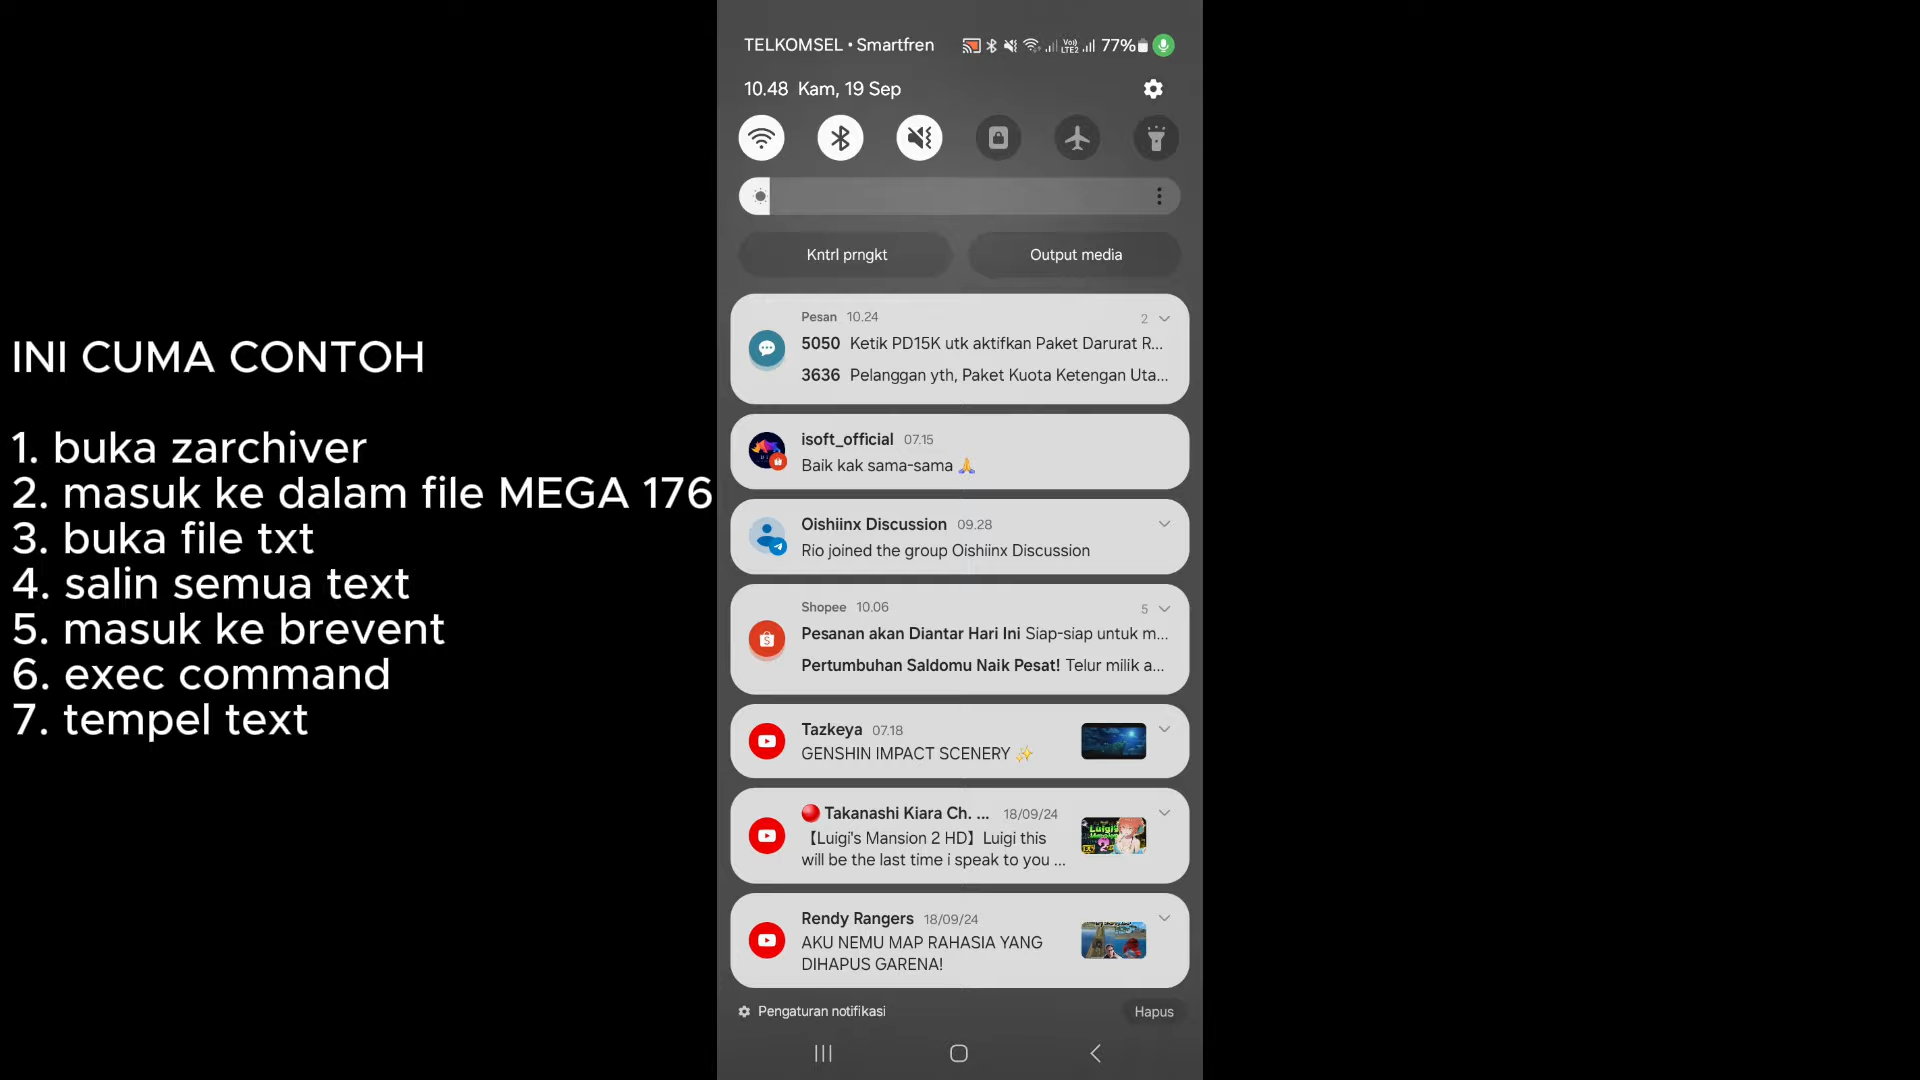 INI CUMA CONTOH
1. buka zarchiver
2. masuk ke dalam file MEGA 176
3. buka file txt
4. salin semua text
5. masuk ke brevent
6. exec command
7. tempel text
TELKOMSEL • Smartfren
77%
10.48 Kam, 19 Sep
Kntrl prngkt
Output media
Pesan 10.24
2
5050 Ketik PD15K utk aktifkan Paket Darurat R...
3636 Pelanggan yth, Paket Kuota Ketengan Uta...
isoft_official 07.15
Baik kak sama-sama 🙏
Oishiinx Discussion 09.28
Rio joined the group Oishiinx Discussion
Shopee 10.06
5
Pesanan akan Diantar Hari Ini Siap-siap untuk m...
Pertumbuhan Saldomu Naik Pesat! Telur milik a...
Tazkeya 07.18
GENSHIN IMPACT SCENERY ✨
🔴 Takanashi Kiara Ch. ... 18/09/24
【Luigi's Mansion 2 HD】Luigi this
will be the last time i speak to you ...
Rendy Rangers 18/09/24
AKU NEMU MAP RAHASIA YANG
DIHAPUS GARENA!
Pengaturan notifikasi
Hapus